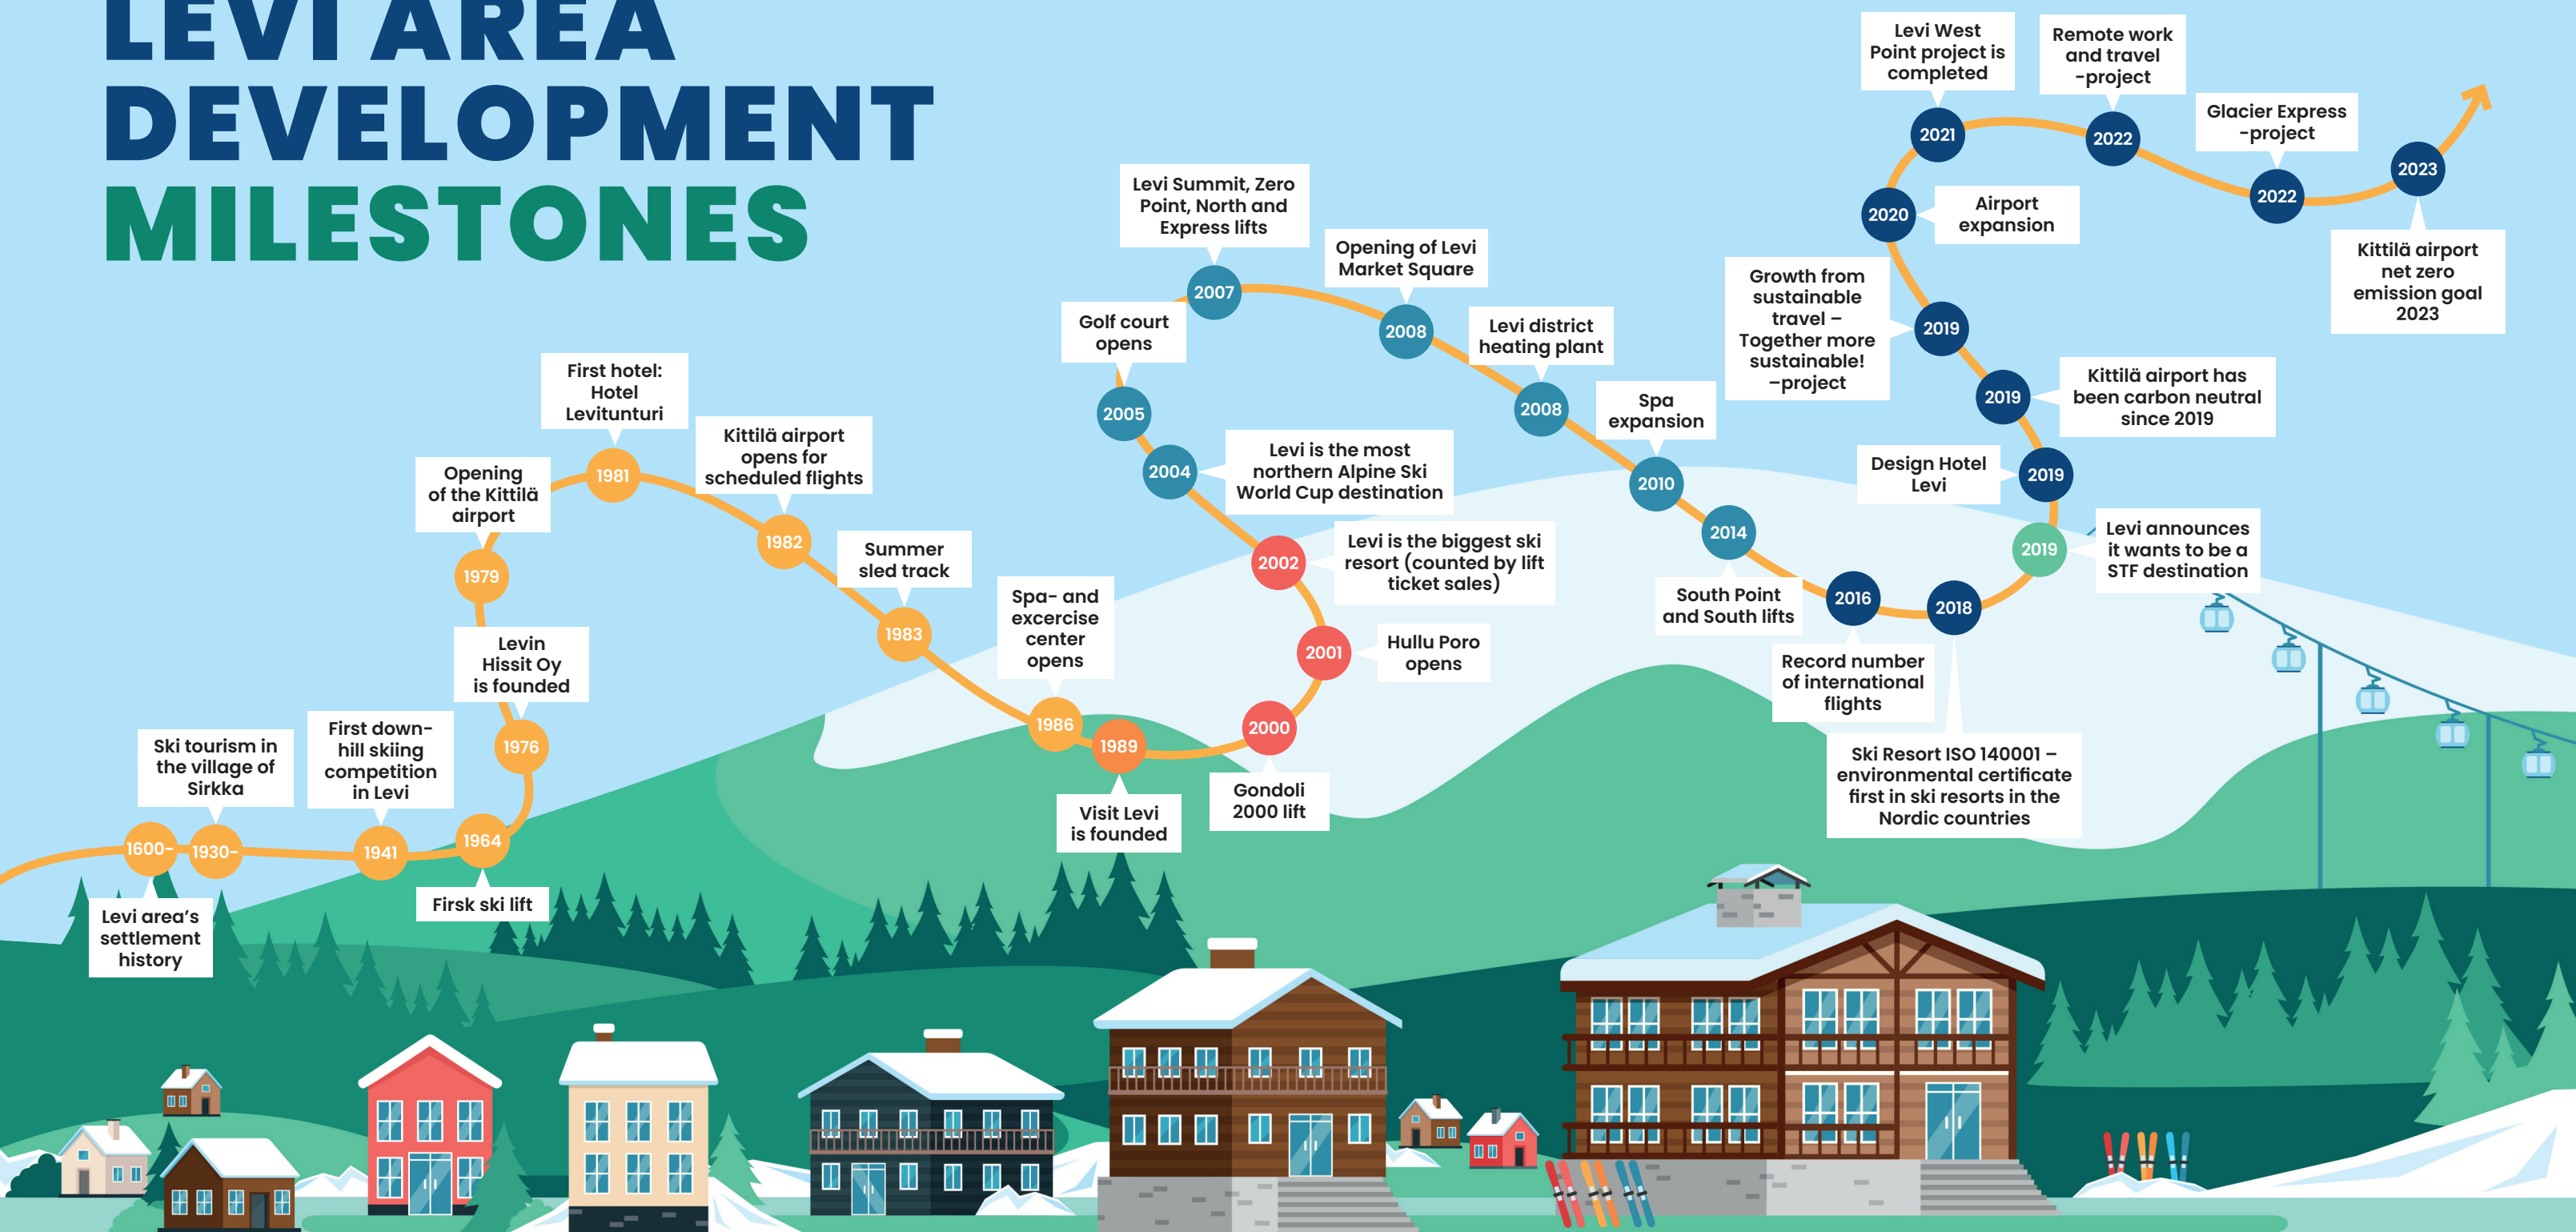 LEVI AREA
DEVELOPMENT
MILESTONES
1600-
Levi area's
settlement
history
1930-
Ski tourism in
the village of
Sirkka
1941
First down-
hill skiing
competition
in Levi
1964
Firsk ski lift
1976
Levin
Hissit Oy
is founded
1979
Opening
of the Kittilä
airport
1981
First hotel:
Hotel
Levitunturi
1982
Kittilä airport
opens for
scheduled flights
1983
Summer
sled track
1986
Spa- and
excercise
center
opens
1989
Visit Levi
is founded
2000
Gondoli
2000 lift
2001
Hullu Poro
opens
2002
Levi is the biggest ski
resort (counted by lift
ticket sales)
2004
Levi is the most
northern Alpine Ski
World Cup destination
2005
Golf court
opens
2007
Levi Summit, Zero
Point, North and
Express lifts
2008
Opening of Levi
Market Square
2008
Levi district
heating plant
2010
Spa
expansion
2014
South Point
and South lifts
2016
Record number
of international
flights
2018
Ski Resort ISO 140001 –
environmental certificate
first in ski resorts in the
Nordic countries
2019
Levi announces
it wants to be a
STF destination
2019
Design Hotel
Levi
2019
Kittilä airport has
been carbon neutral
since 2019
2019
Growth from
sustainable
travel –
Together more
sustainable!
–project
2020
Airport
expansion
2021
Levi West
Point project is
completed
2022
Remote work
and travel
-project
2022
Glacier Express
-project
2023
Kittilä airport
net zero
emission goal
2023